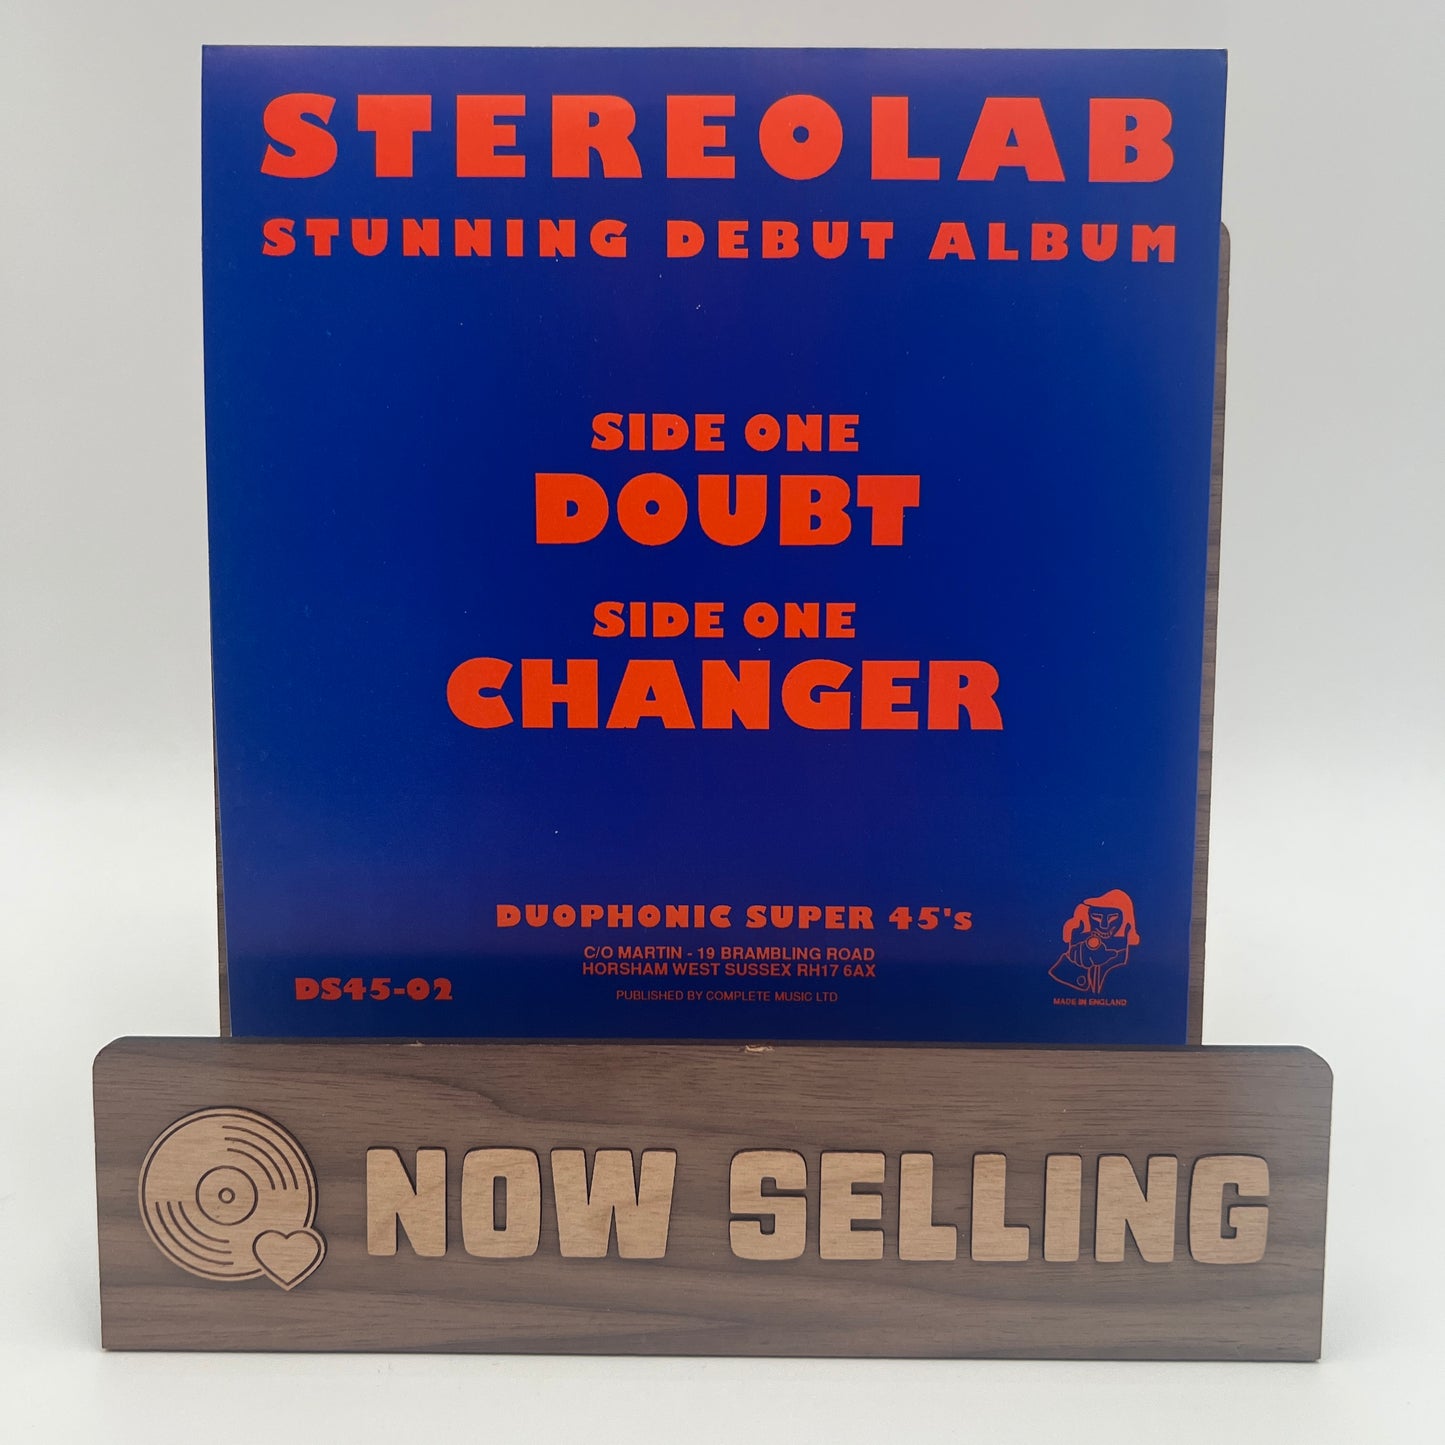 STEREOLAB
STUNNING DEBUT ALBUM
SIDE ONE
DOUBT
SIDE ONE
CHANGER
DUOPHONIC SUPER 45's
C/O MARTIN - 19 BRAMBLING ROAD
HORSHAM WEST SUSSEX RH17 6AX
PUBLISHED BY COMPLETE MUSIC LTD
DS45-02
MADE IN ENGLAND
NOW SELLING